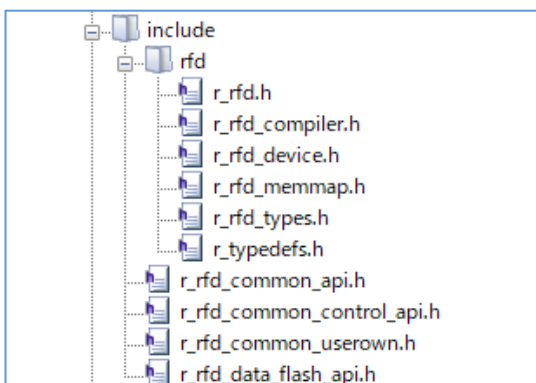 include
rfd
r_rfd.h
r_rfd_compiler.h
r_rfd_device.h
r_rfd_memmap.h
r_rfd_types.h
r_typedefs.h
r_rfd_common_api.h
r_rfd_common_control_api.h
r_rfd_common_userown.h
r_rfd_data_flash_api.h